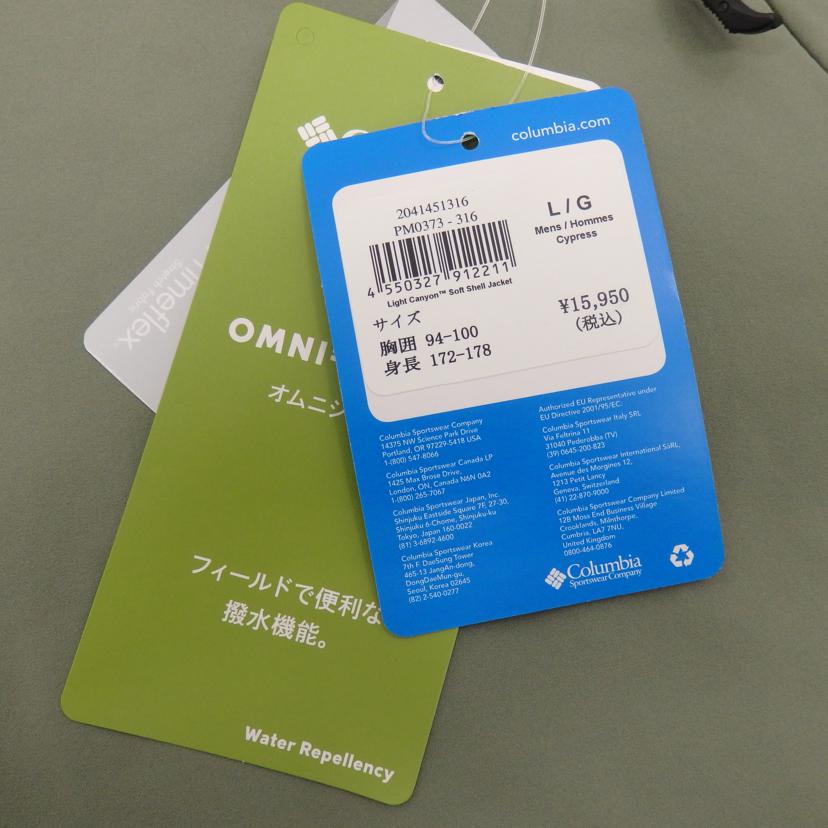 columbia.com
2041451316
PM0373 - 316
4 550327 912211
Light Canyon™ Soft Shell Jacket
L / G
Mens / Hommes
Cypress
サイズ
胸囲 94-100
身長 172-178
¥15,950
(税込)
Columbia Sportswear Company
14375 NW Science Park Drive
Portland, OR 97229-5418 USA
1-(800) 547-8066
Columbia Sportswear Canada LP
1425 Max Brose Drive,
London, ON, Canada N6N 0A2
1-(800) 265-7067
Columbia Sportswear Japan, Inc.
Shinjuku Eastside Square 7F, 27-30,
Shinjuku 6-Chome, Shinjuku-ku
Tokyo, Japan 160-0022
(81) 3-6892-4600
Columbia Sportswear Korea
7th F. DaeSung Daero
465-13 JangAn-dong,
DongDaeMun-gu,
Seoul, Korea 02645
(82) 2-540-0277
Authorized EU Representative under
EU Directive 2001/95/EC:
Columbia Sportswear Italy SRL
Via Feltrina 11
31040 Pederobba (TV)
(39) 0645-200-823
Columbia Sportswear International SàRL,
Avenue des Morgines 12,
1213 Petit Lancy
Geneva, Switzerland
(41) 22-870-9000
Columbia Sportswear Company Limited
12B Moss End Business Village
Crooklands, Milnthorpe,
Cumbria, LA7 7NU,
United Kingdom
0800-464-0876
Columbia
Sportswear Company
OMNI-
オムニシ
フィールドで便利な
撥水機能。
Water Repellency
imeflex
Stretch Fabric